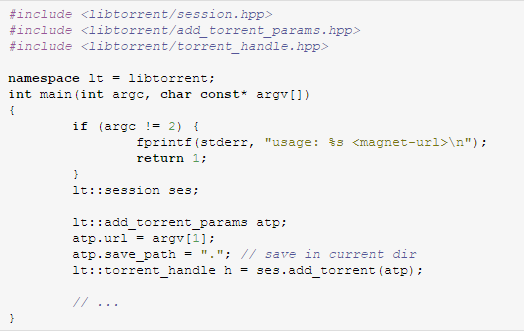 #include <libtorrent/session.hpp>
#include <libtorrent/add_torrent_params.hpp>
#include <libtorrent/torrent_handle.hpp>

namespace lt = libtorrent;
int main(int argc, char const* argv[])
{
        if (argc != 2) {
                fprintf(stderr, "usage: %s <magnet-url>\n");
                return 1;
        }
        lt::session ses;

        lt::add_torrent_params atp;
        atp.url = argv[1];
        atp.save_path = "."; // save in current dir
        lt::torrent_handle h = ses.add_torrent(atp);

        // ...
}